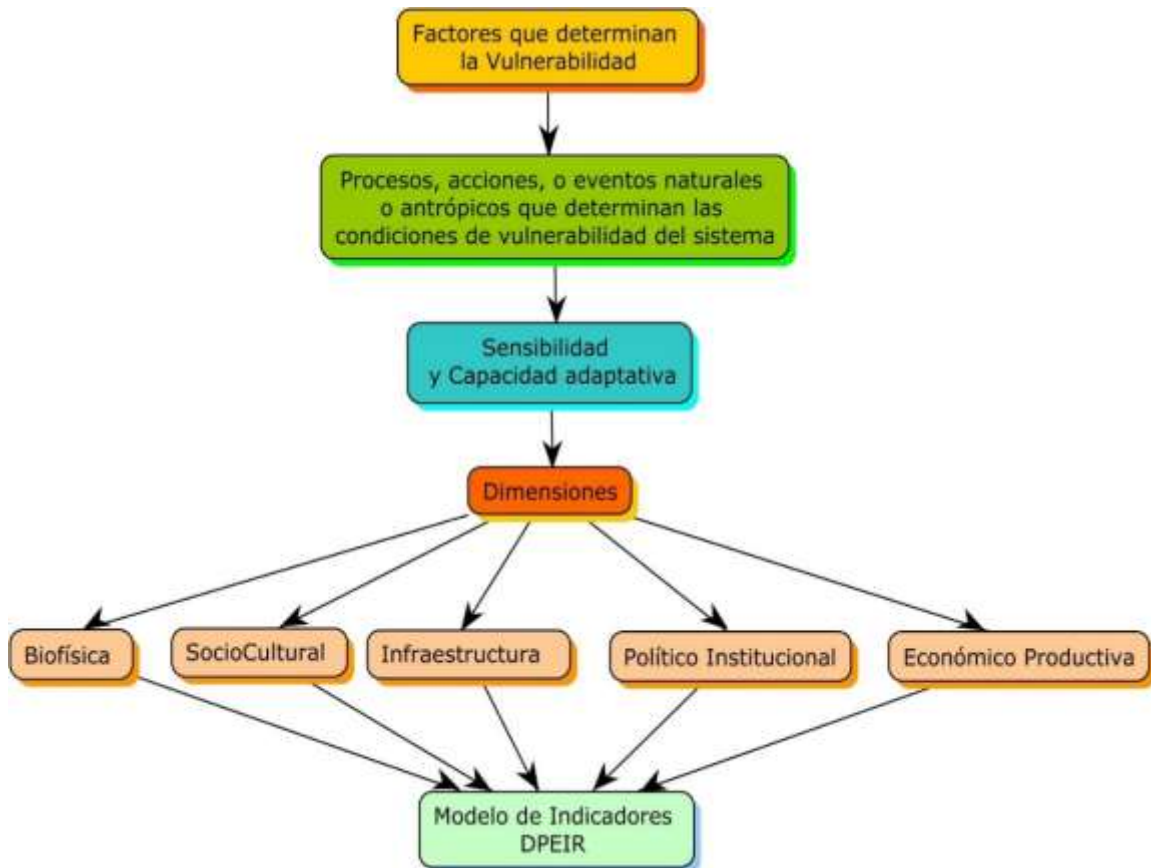 Factores que determinan
la Vulnerabilidad
Procesos, acciones, o eventos naturales
o antrópicos que determinan las
condiciones de vulnerabilidad del sistema
Sensibilidad
y Capacidad adaptativa
Dimensiones
Biofísica
SocioCultural
Infraestructura
Político Institucional
Económico Productiva
Modelo de Indicadores
DPEIR